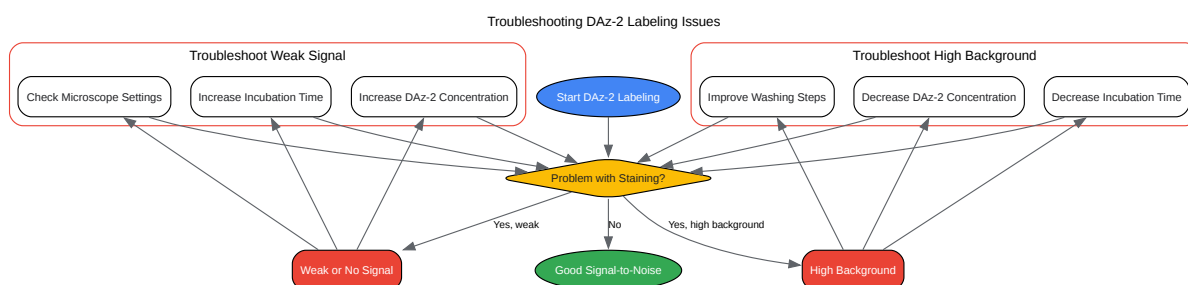 Troubleshooting DAz-2 Labeling Issues
Troubleshoot Weak Signal
Troubleshoot High Background
Check Microscope Settings
Increase Incubation Time
Increase DAz-2 Concentration
Start DAz-2 Labeling
Improve Washing Steps
Decrease DAz-2 Concentration
Decrease Incubation Time
Problem with Staining?
Yes, weak
No
Yes, high background
Weak or No Signal
Good Signal-to-Noise
High Background